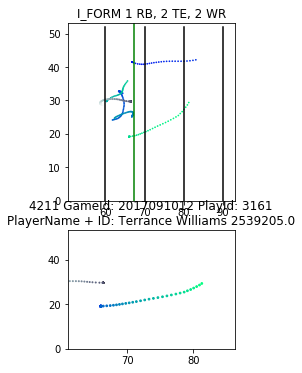 I_FORM 1 RB, 2 TE, 2 WR
50
40
30
20
10
0
60 70 80 90
4211 GameId: 2017091012 PlayId: 3161
PlayerName + ID: Terrance Williams 2539205.0
40
20
0
70 80